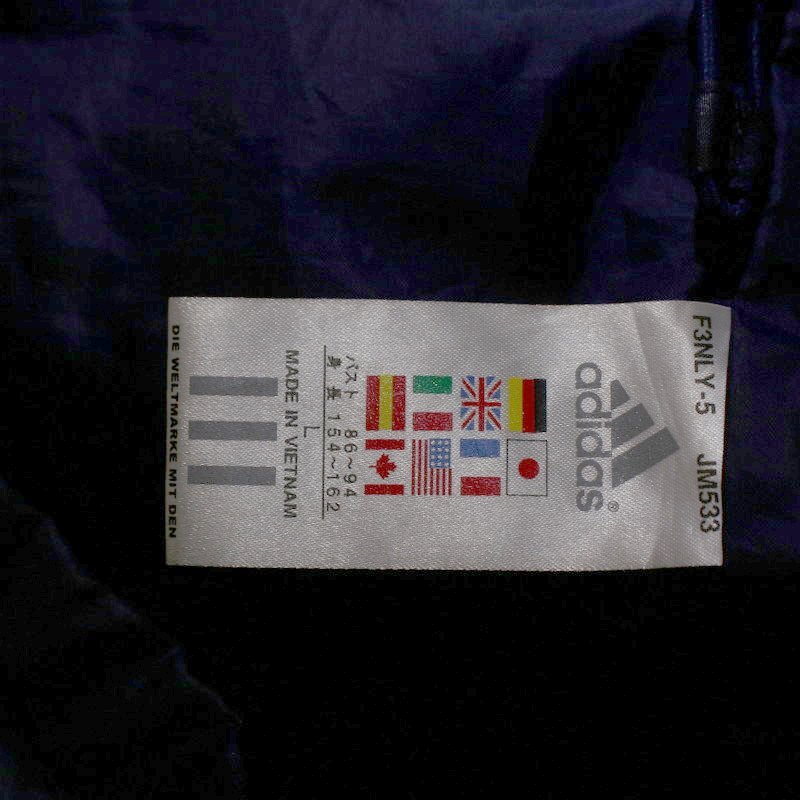 F3NLY-5 JM533
adidas®
バスト 86~94
身 長 154~162
L
MADE IN VIETNAM
DIE WELTMARKE MIT DEN